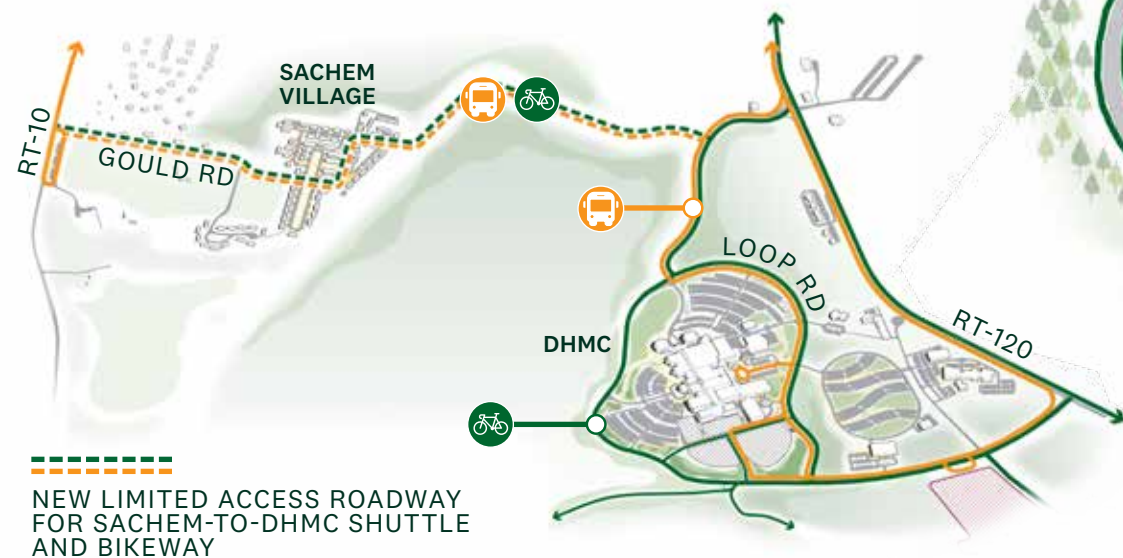 SACHEM
VILLAGE
RT-10
GOULD RD
LOOP RD
DHMC
RT-120
NEW LIMITED ACCESS ROADWAY
FOR SACHEM-TO-DHMC SHUTTLE
AND BIKEWAY